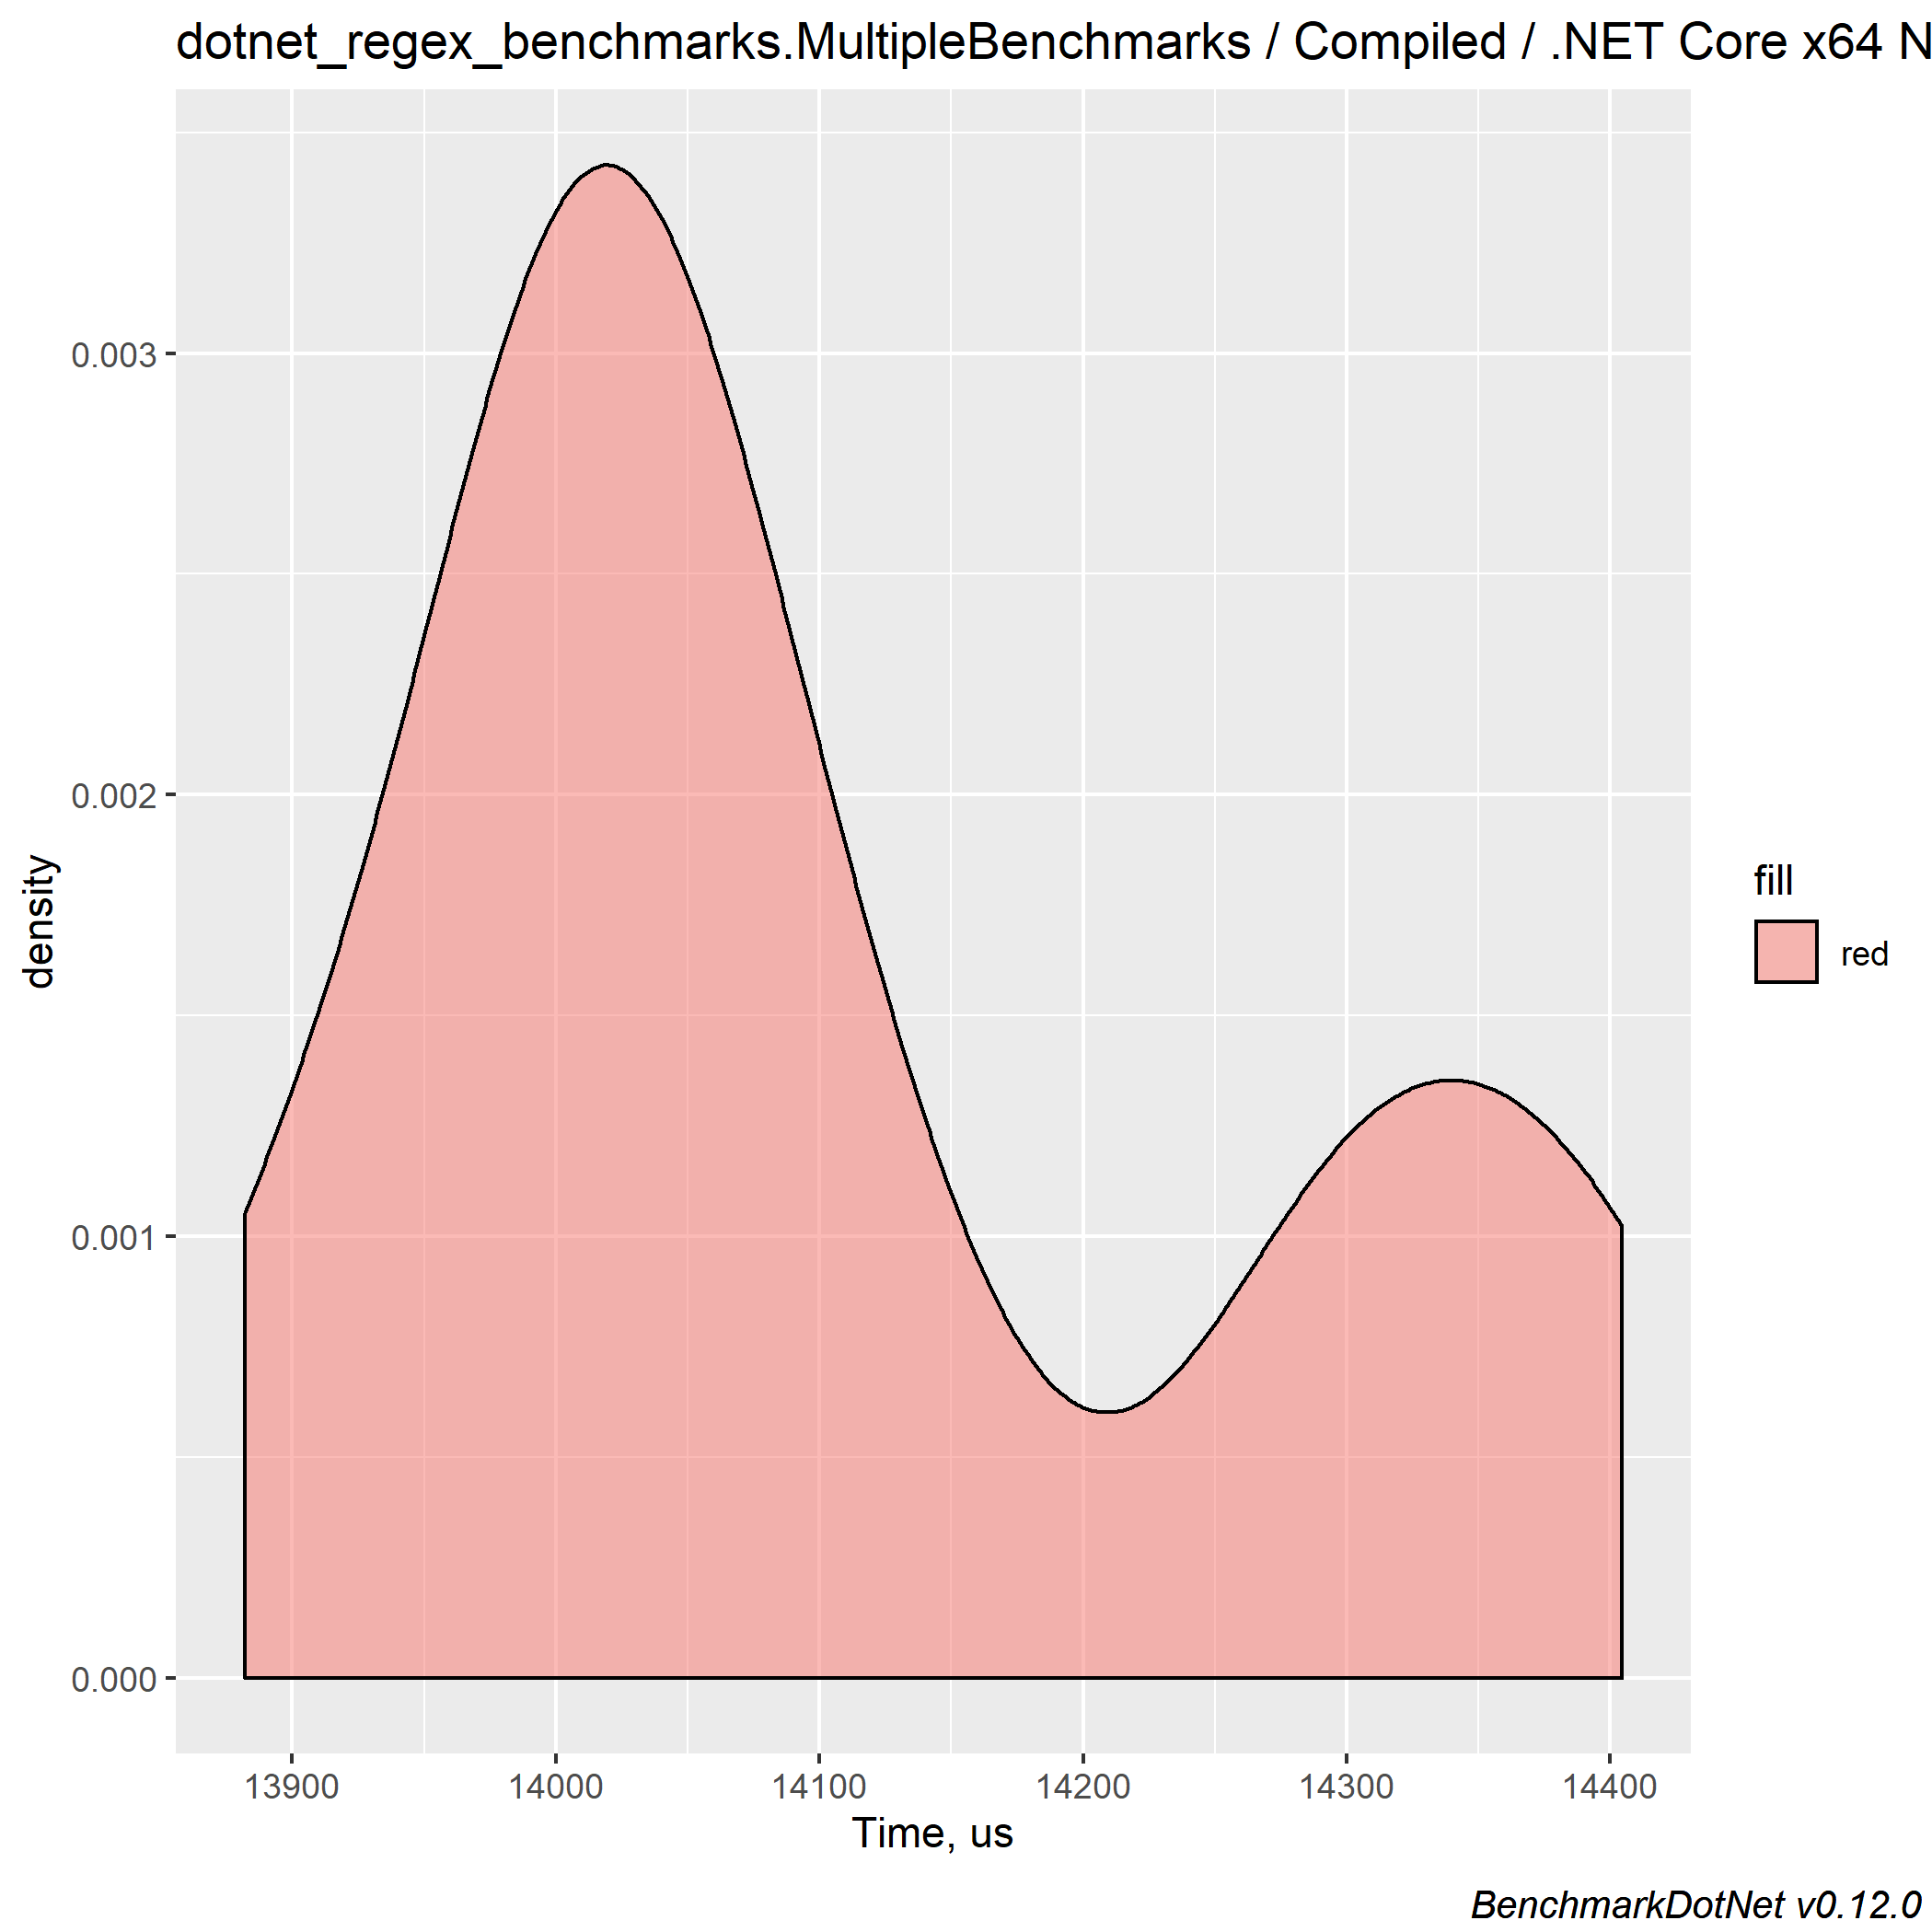 dotnet_regex_benchmarks.MultipleBenchmarks / Compiled / .NET Core x64 N
0.003
0.002
0.001
0.000
density
fill
red
13900 14000 14100 14200 14300 14400
Time, us
BenchmarkDotNet v0.12.0